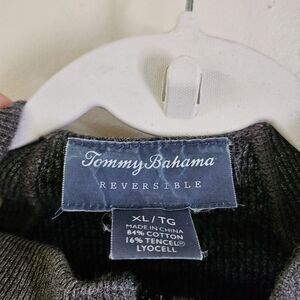 Tommy Bahama
REVERSIBLE
XL/TG
MADE IN CHINA
84% COTTON
16% TENCEL®
LYOCELL